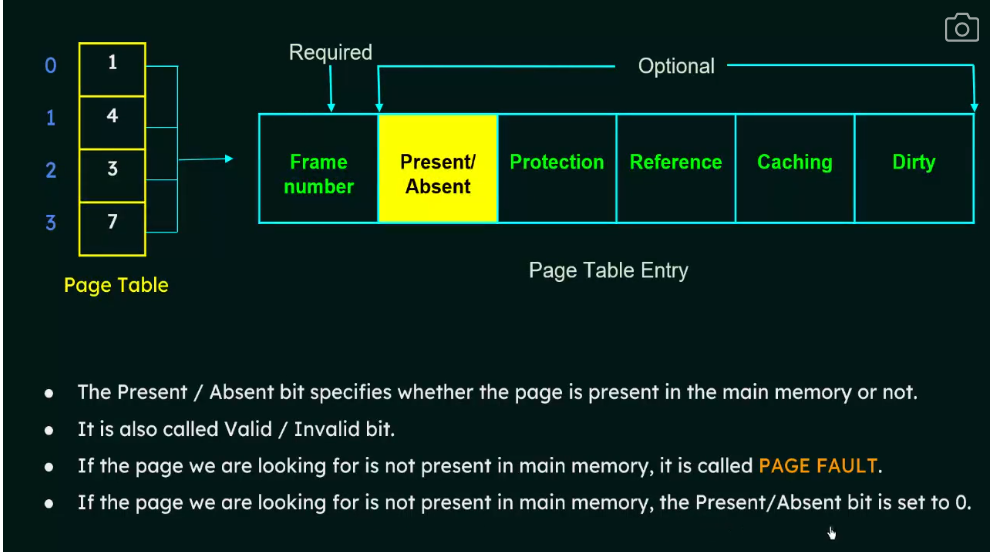 Required
Optional
0 1
1 4
2 3
3 7
Frame number
Present/ Absent
Protection
Reference
Caching
Dirty
Page Table Entry
Page Table
● The Present / Absent bit specifies whether the page is present in the main memory or not.
● It is also called Valid / Invalid bit.
● If the page we are looking for is not present in main memory, it is called PAGE FAULT.
● If the page we are looking for is not present in main memory, the Present/Absent bit is set to 0.